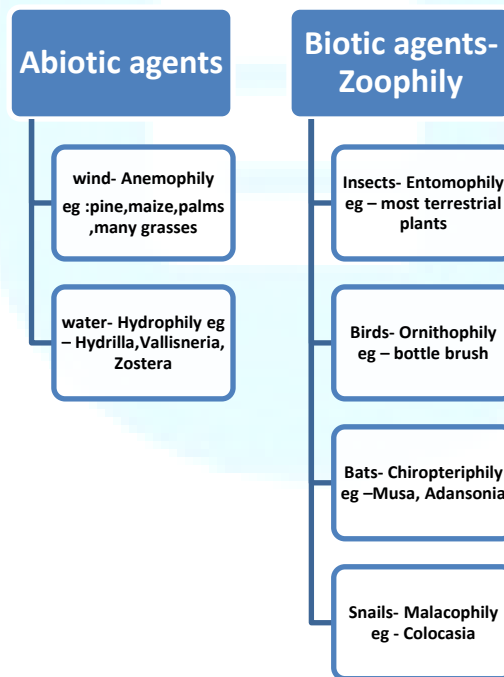 Abiotic agents
wind- Anemophily
eg :pine,maize,palms
,many grasses
water- Hydrophily eg
– Hydrilla,Vallisneria,
Zostera
Biotic agents-
Zoophily
Insects- Entomophily
eg – most terrestrial
plants
Birds- Ornithophily
eg – bottle brush
Bats- Chiropteriphily
eg –Musa, Adansonia
Snails- Malacophily
eg - Colocasia